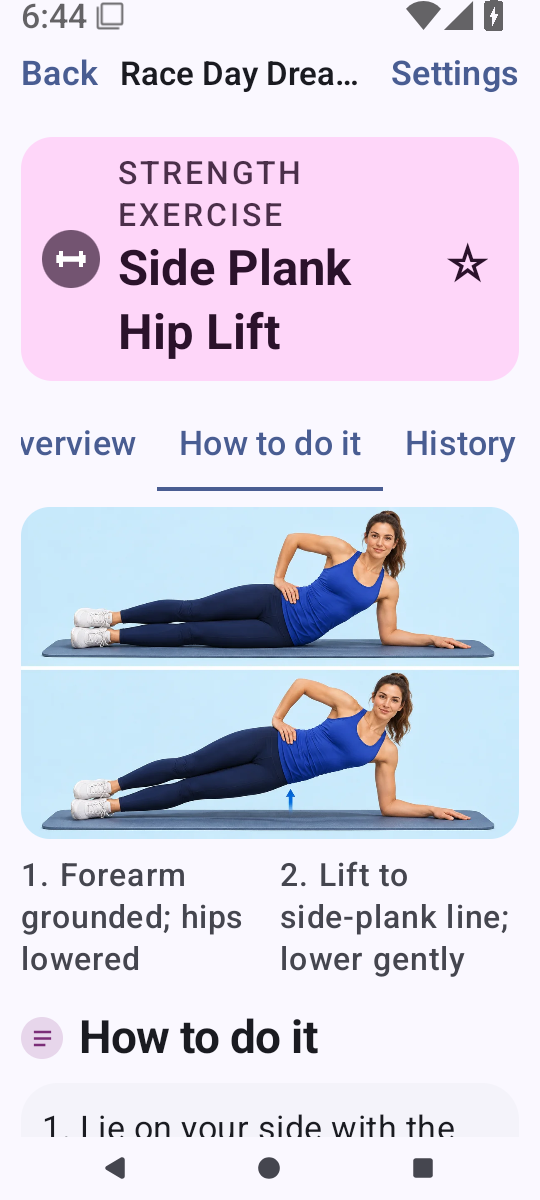 6:44
Back Race Day Drea... Settings
STRENGTH
EXERCISE
Side Plank
Hip Lift
verview How to do it History
1. Forearm
grounded; hips
lowered
2. Lift to
side-plank line;
lower gently
How to do it
1. Lie on your side with the